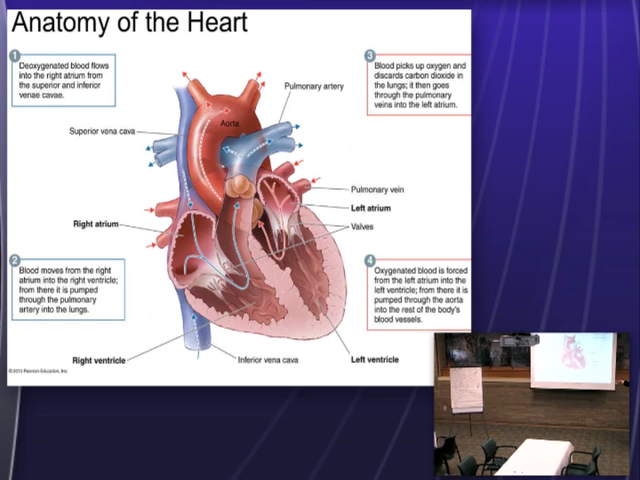 Anatomy of the Heart
1
Deoxygenated blood flows
into the right atrium from
the superior and inferior
venae cavae.
3
Blood picks up oxygen and
discards carbon dioxide in
the lungs; it then goes
through the pulmonary
veins into the left atrium.
Pulmonary artery
Aorta
Superior vena cava
Pulmonary vein
Left atrium
Right atrium
Valves
2
Blood moves from the right
atrium into the right ventricle;
from there it is pumped
through the pulmonary
artery into the lungs.
4
Oxygenated blood is forced
from the left atrium into the
left ventricle; from there it is
pumped through the aorta
into the rest of the body's
blood vessels.
Right ventricle
Inferior vena cava
Left ventricle
Pearson Education, Inc.